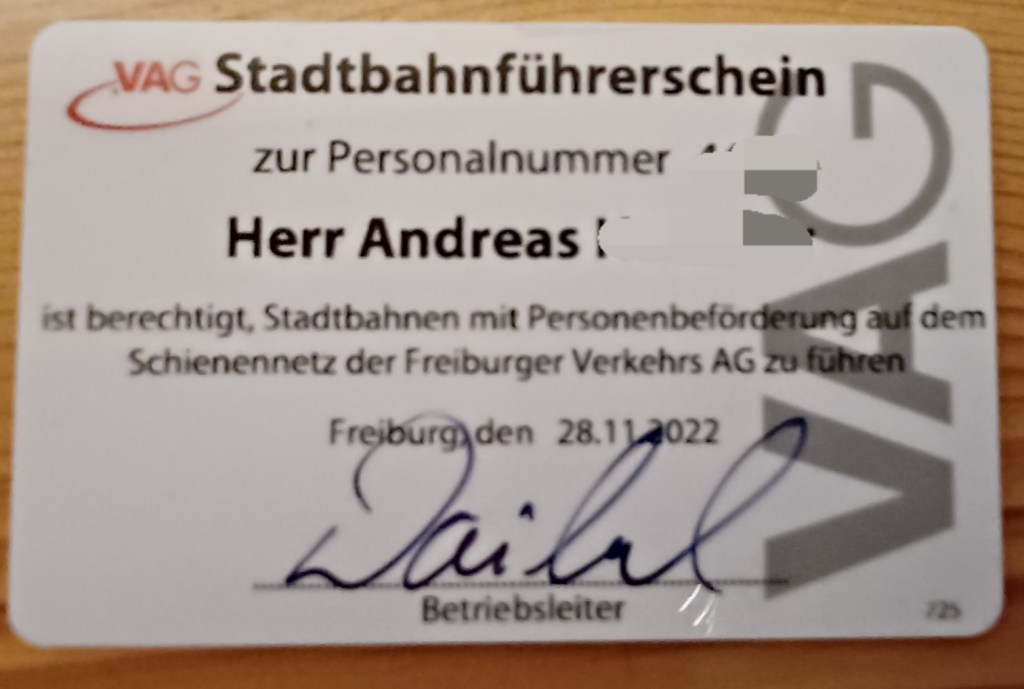 VAG Stadtbahnführerschein
zur Personalnummer
Herr Andreas
ist berechtigt, Stadtbahnen mit Personenbeförderung auf dem
Schienennetz der Freiburger Verkehrs AG zu führen
Freiburg, den 28.11.2022
Betriebsleiter
725
VAG